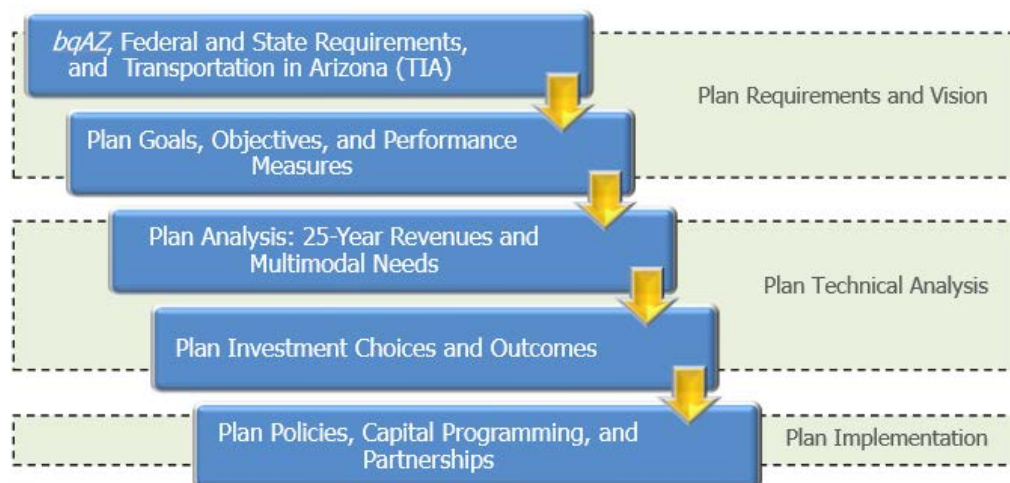 bqAZ, Federal and State Requirements,
and Transportation in Arizona (TIA)
Plan Requirements and Vision
Plan Goals, Objectives, and Performance
Measures
Plan Analysis: 25-Year Revenues and
Multimodal Needs
Plan Technical Analysis
Plan Investment Choices and Outcomes
Plan Policies, Capital Programming, and
Partnerships
Plan Implementation